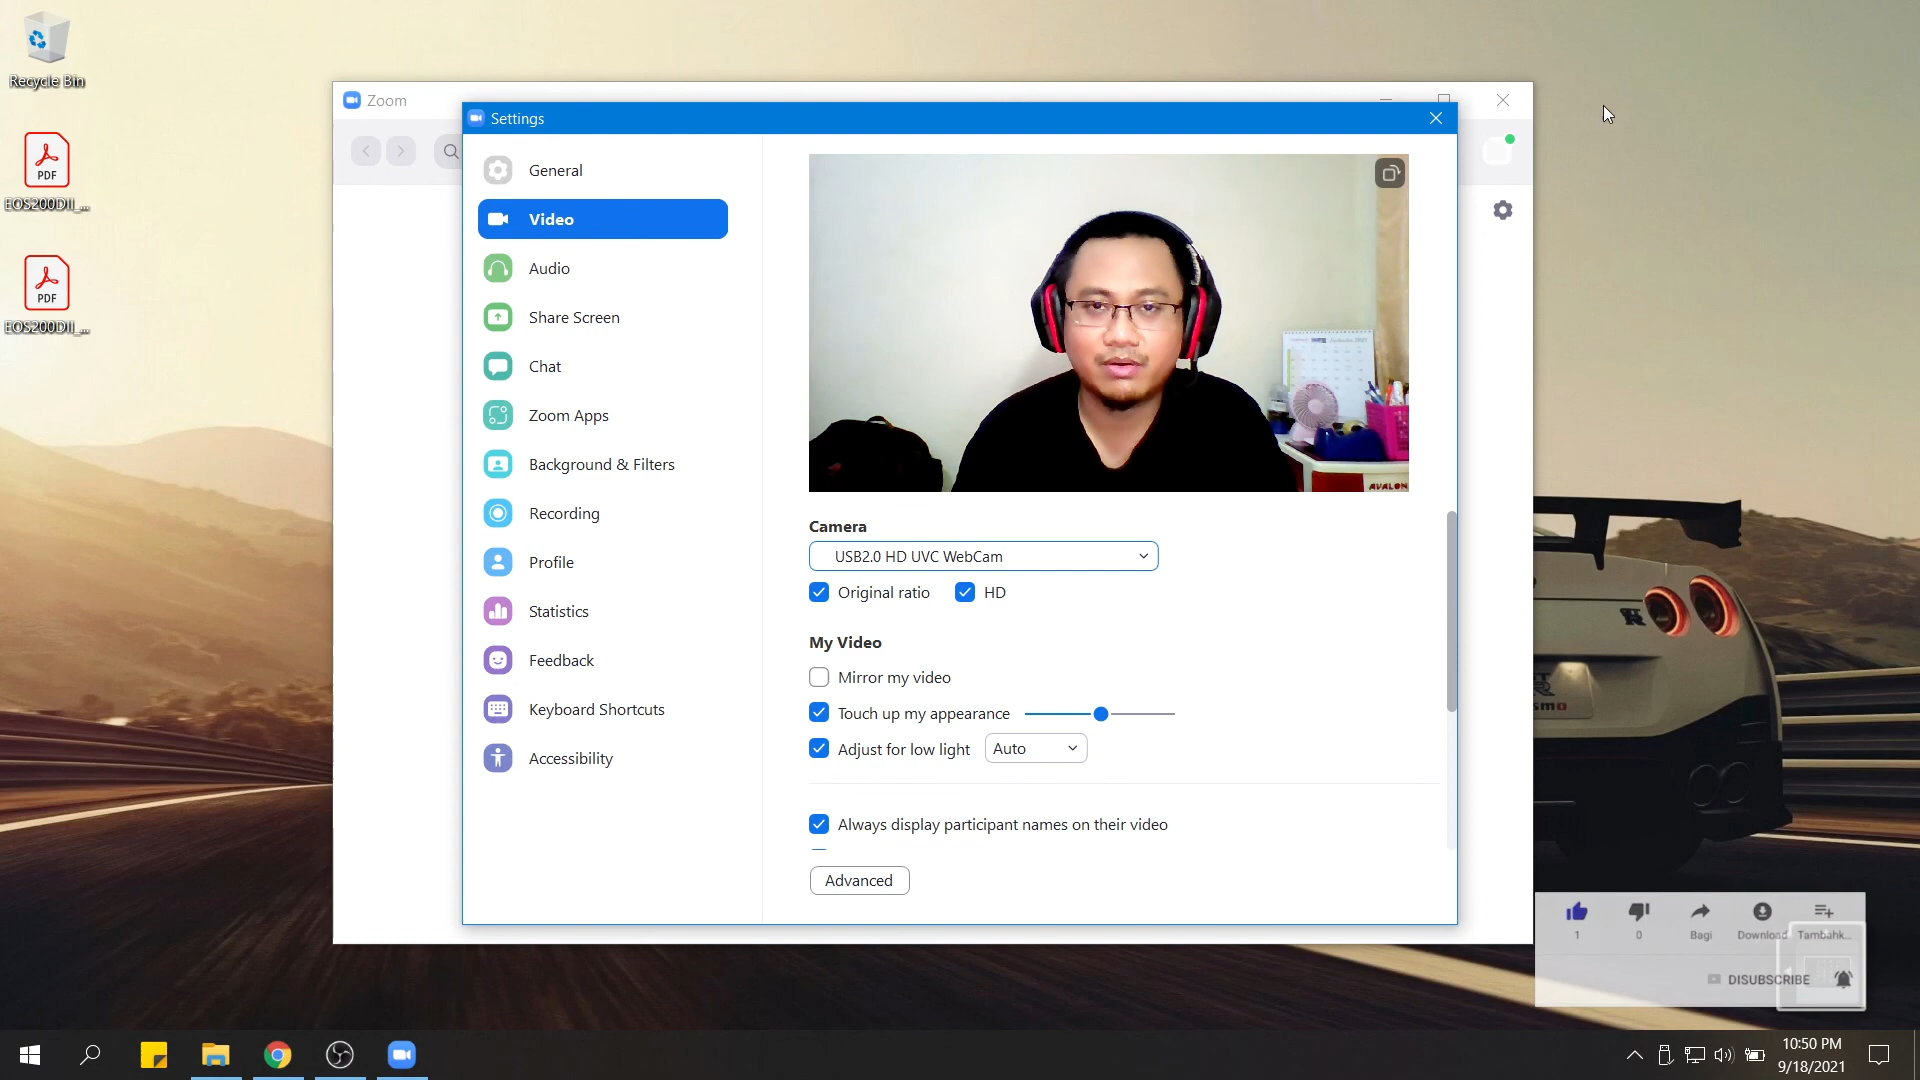 Recycle Bin
EOS200DII_...
EOS200DII_...
Zoom
Settings
General
Video
Audio
Share Screen
Chat
Zoom Apps
Background & Filters
Recording
Profile
Statistics
Feedback
Keyboard Shortcuts
Accessibility
AVALON
Camera
USB2.0 HD UVC WebCam
Original ratio
HD
My Video
Mirror my video
Touch up my appearance
Adjust for low light
Auto
Always display participant names on their video
Advanced
1
0
Bagi
Download
Tambahk...
DISUBSCRIBE
10:50 PM
9/18/2021
PDF
PDF